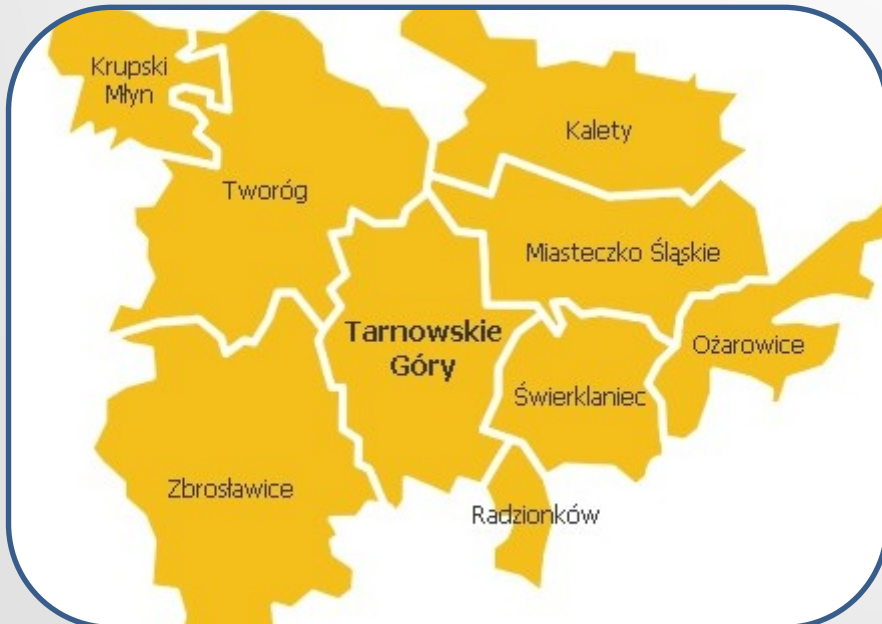 Krupski
Młyn
Kalety
Tworóg
Miasteczko Śląskie
Tarnowskie
Góry
Ożarowice
Świerklaniec
Zbrosławice
Radzionków